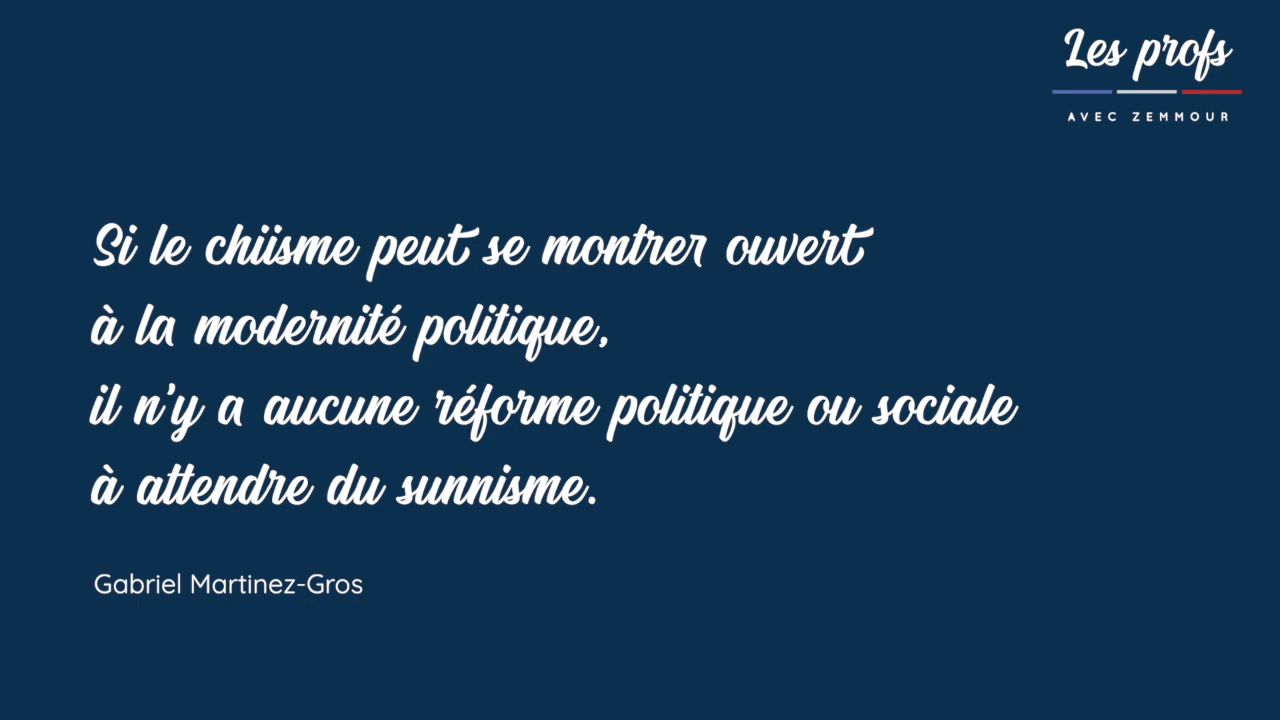 Les profs
AVEC ZEMMOUR
Si le chiisme peut se montrer ouvert
à la modernité politique,
il n'y a aucune réforme politique ou sociale
à attendre du sunnisme.
Gabriel Martinez-Gros